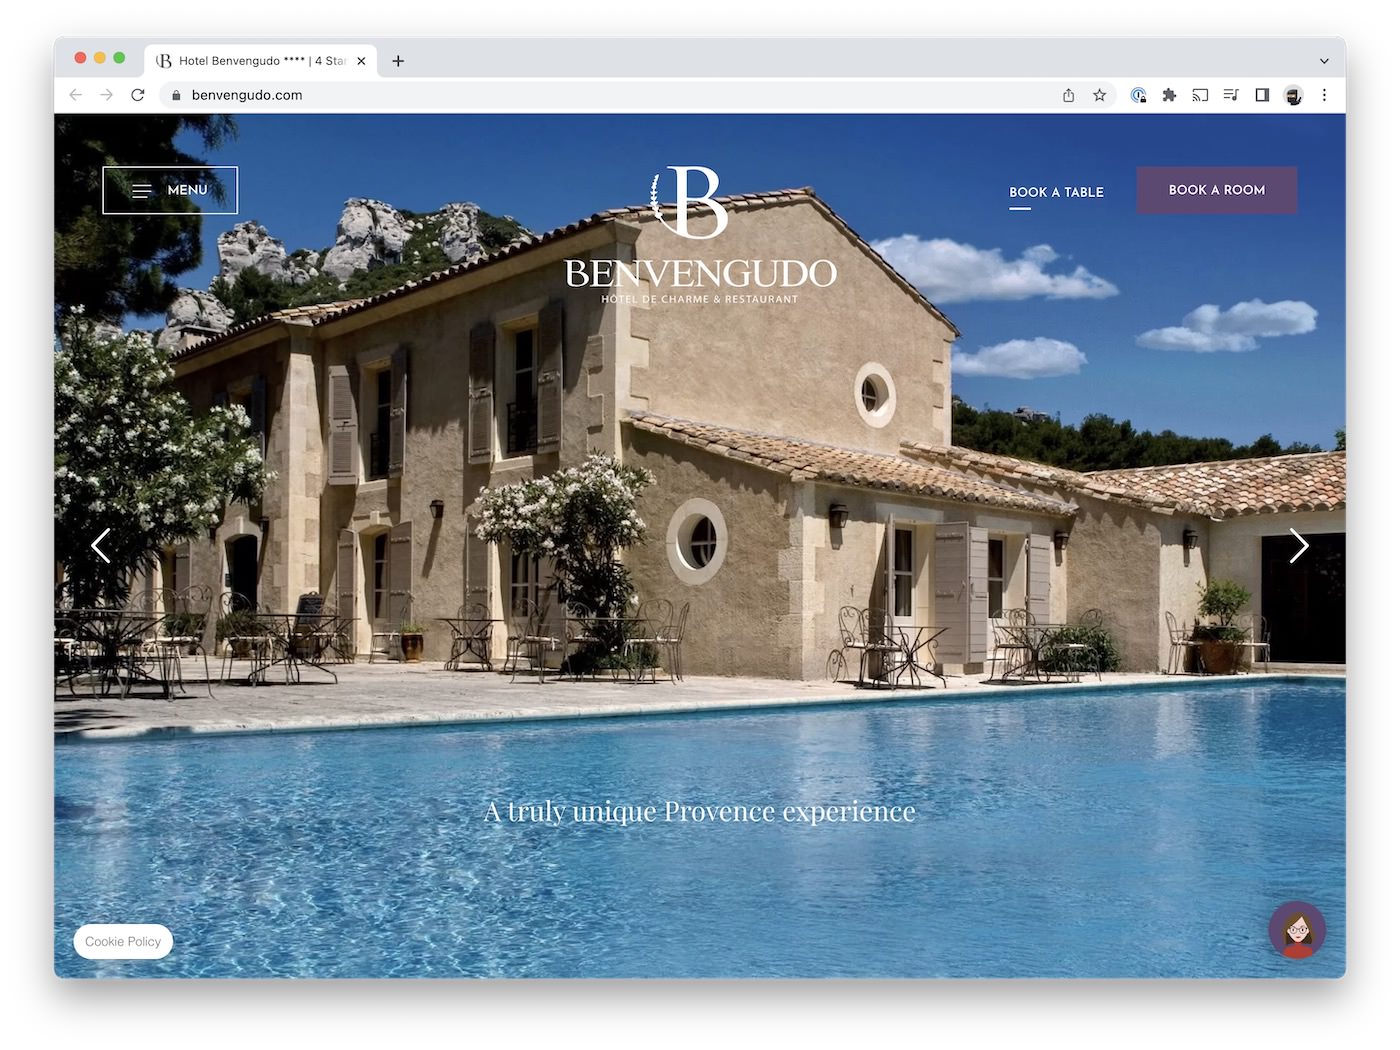 Hotel Benvengudo **** | 4 Star
benvengudo.com
MENU
B
BENVENGUDO
HÔTEL DE CHARME & RESTAURANT
BOOK A TABLE
BOOK A ROOM
A truly unique Provence experience
Cookie Policy